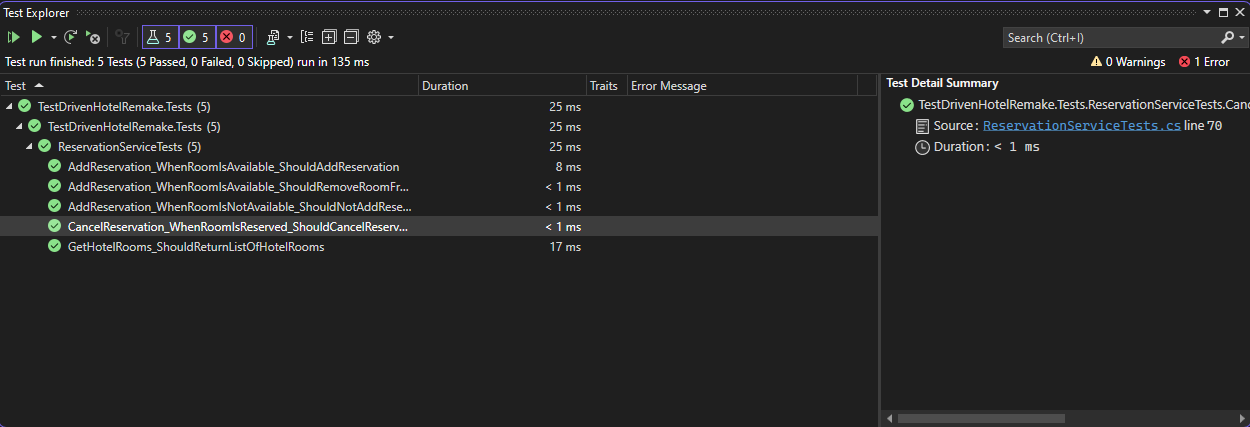 Test Explorer
5 5 0
Search (Ctrl+I)
Test run finished: 5 Tests (5 Passed, 0 Failed, 0 Skipped) run in 135 ms
0 Warnings 1 Error
Test Duration Traits Error Message
TestDrivenHotelRemake.Tests (5) 25 ms
TestDrivenHotelRemake.Tests (5) 25 ms
ReservationServiceTests (5) 25 ms
AddReservation_WhenRoomIsAvailable_ShouldAddReservation 8 ms
AddReservation_WhenRoomIsAvailable_ShouldRemoveRoomFr... < 1 ms
AddReservation_WhenRoomIsNotAvailable_ShouldNotAddRese... < 1 ms
CancelReservation_WhenRoomIsReserved_ShouldCancelReserv... < 1 ms
GetHotelRooms_ShouldReturnListOfHotelRooms 17 ms
Test Detail Summary
TestDrivenHotelRemake.Tests.ReservationServiceTests.Canc
Source: ReservationServiceTests.cs line 70
Duration: < 1 ms